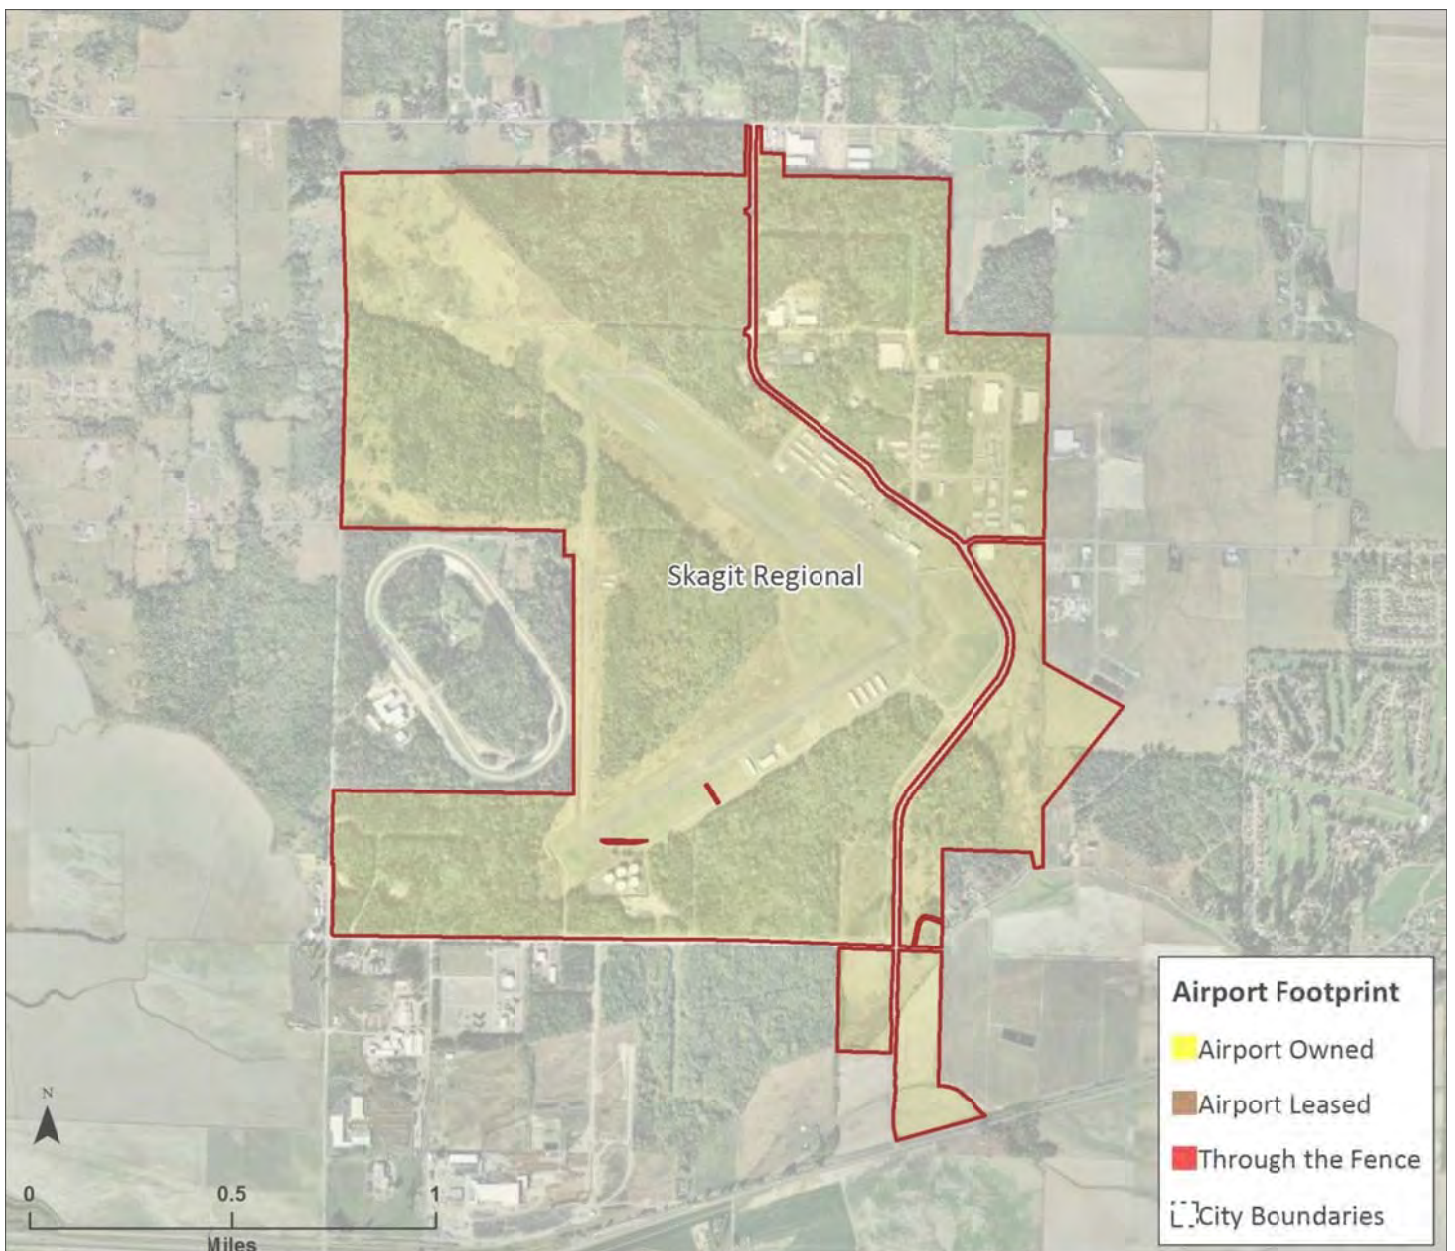 Skagit Regional
Airport Footprint
Airport Owned
Airport Leased
Through the Fence
City Boundaries
N
0 0.5 1
Miles